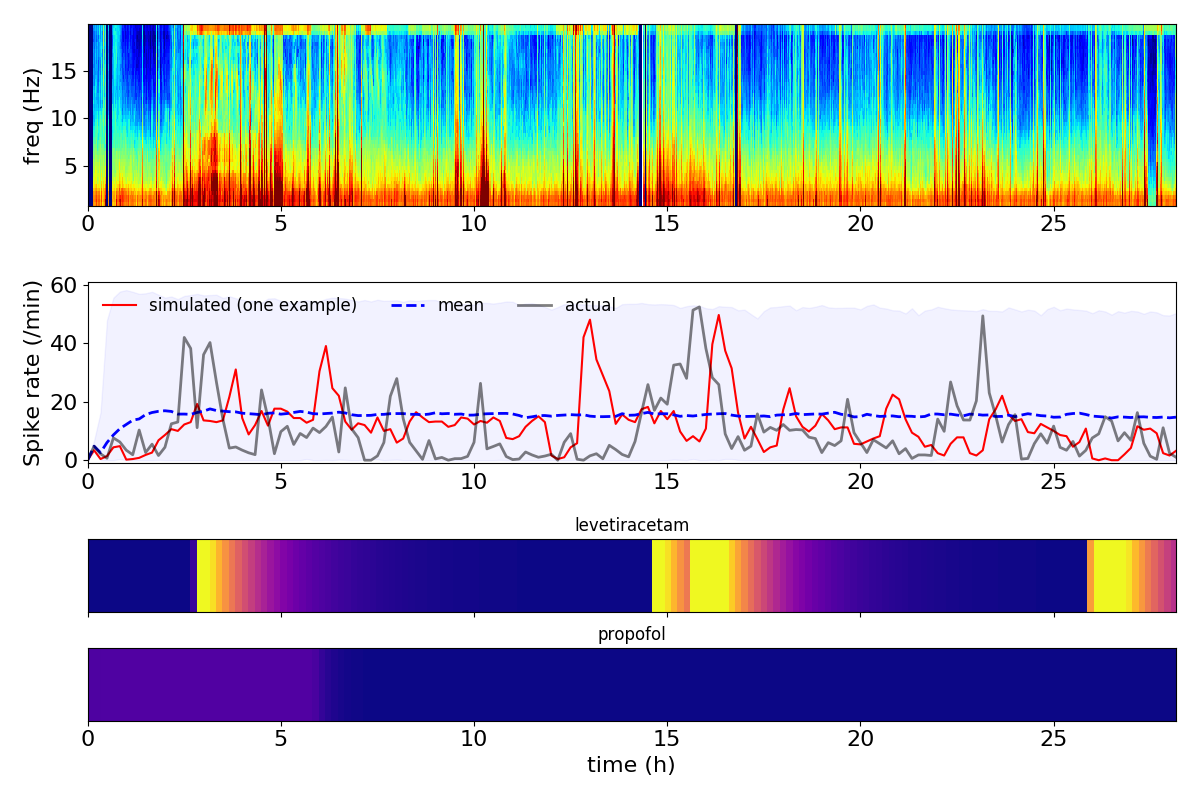 freq (Hz)
15
10
5
0 5 10 15 20 25
Spike rate (/min)
60
40
20
0
simulated (one example) mean actual
0 5 10 15 20 25
levetiracetam
propofol
0 5 10 15 20 25
time (h)